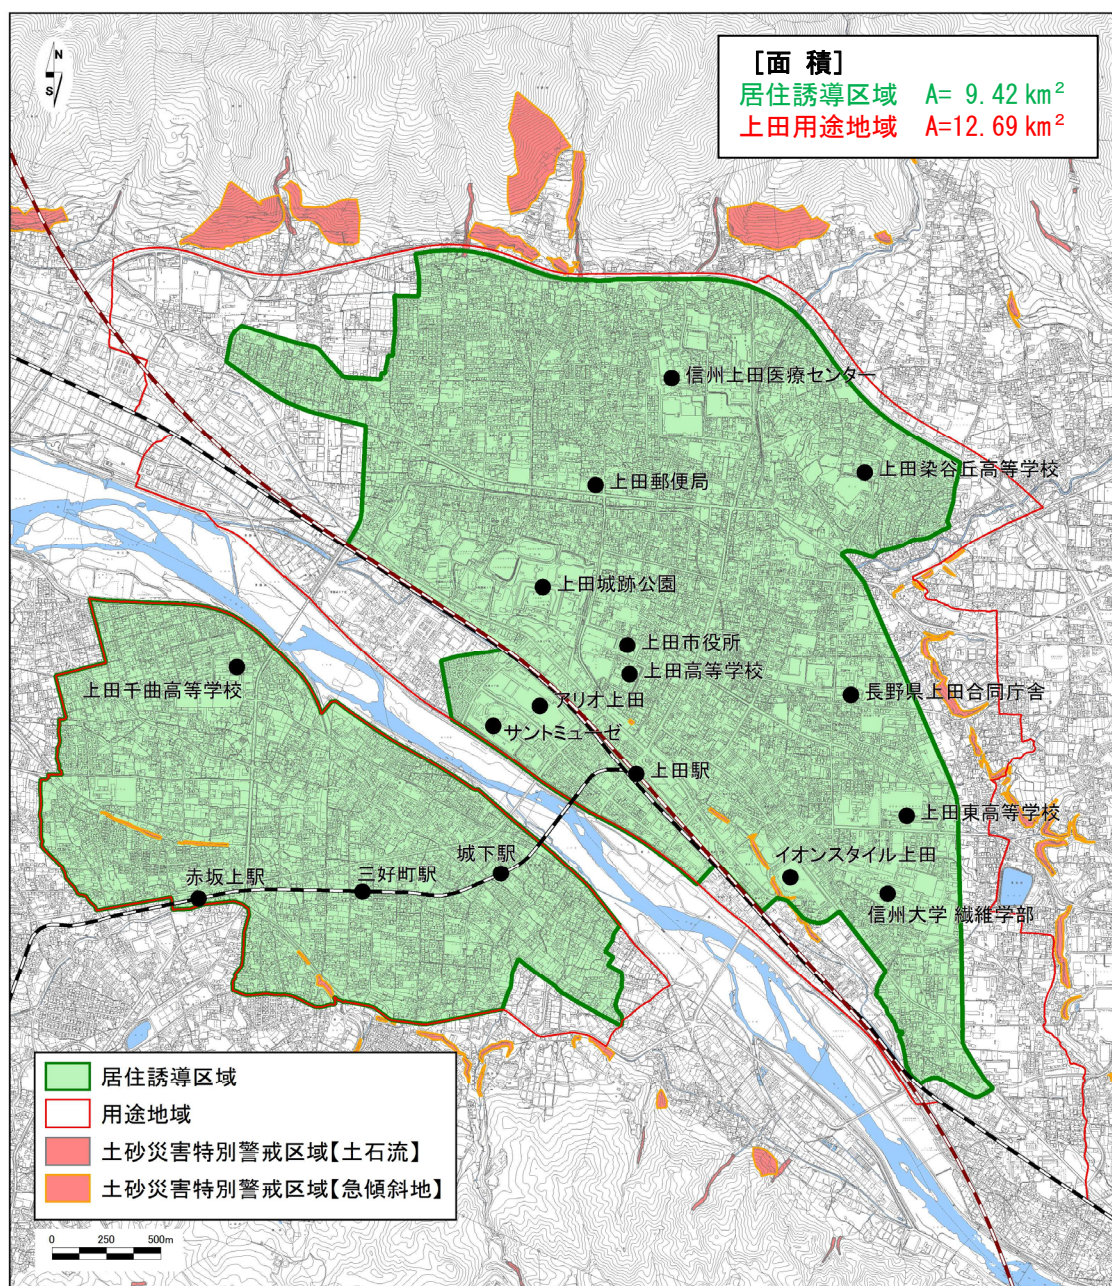 N
S
[面 積]
居住誘導区域 A= 9.42 km²
上田用途地域 A=12.69 km²
信州上田医療センター
上田染谷丘高等学校
上田郵便局
上田城跡公園
上田市役所
上田高等学校
上田千曲高等学校
長野県上田合同庁舎
アリオ上田
サントミューゼ
上田駅
上田東高等学校
城下駅
イオンスタイル上田
赤坂上駅
三好町駅
信州大学 繊維学部
居住誘導区域
用途地域
土砂災害特別警戒区域【土石流】
土砂災害特別警戒区域【急傾斜地】
0 250 500m